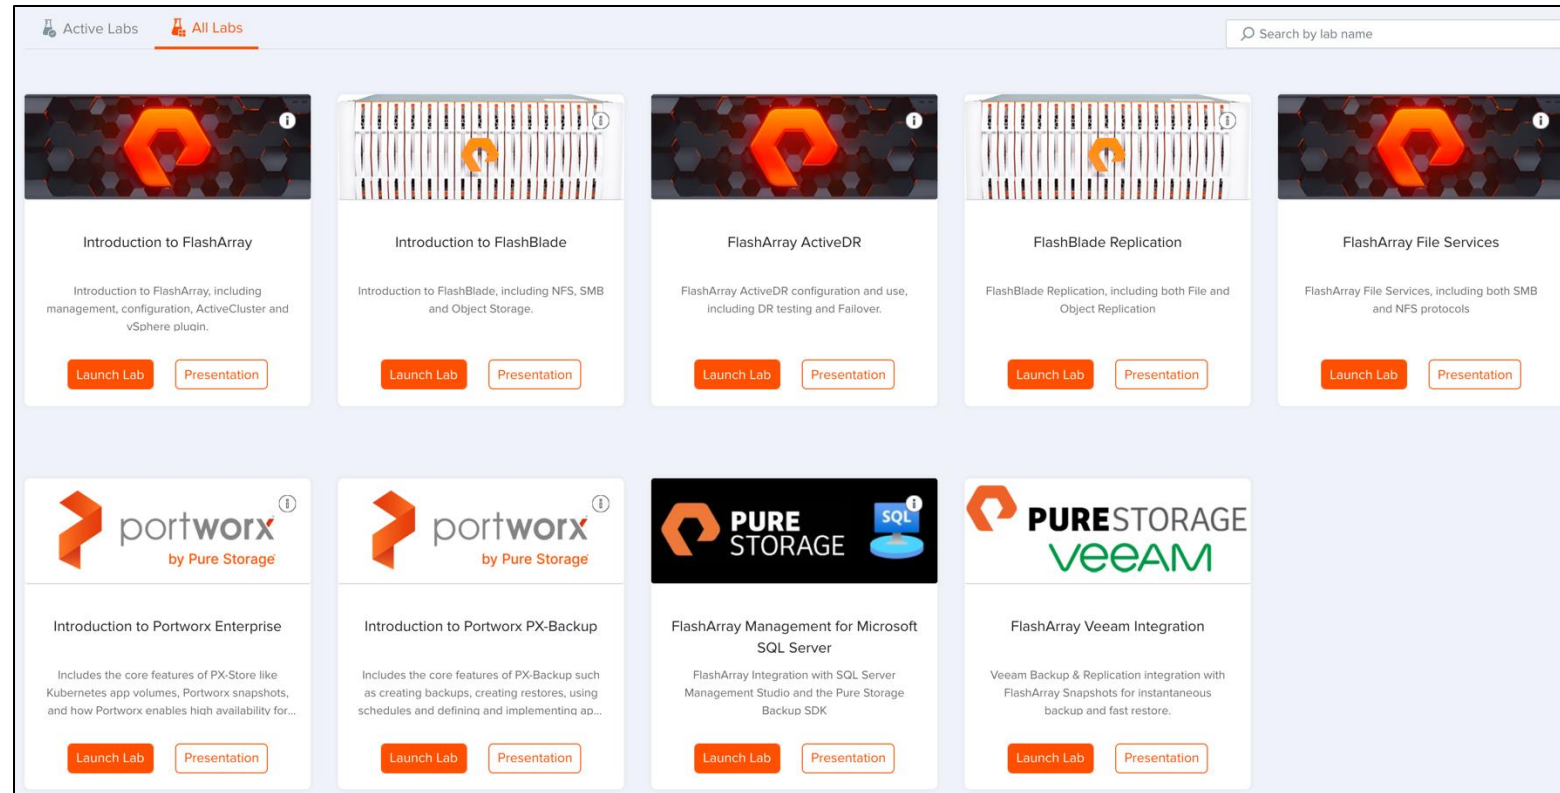 Active Labs
All Labs
Search by lab name
Introduction to FlashArray
Introduction to FlashArray, including
management, configuration, ActiveCluster and
vSphere plugin.
Launch Lab
Presentation
Introduction to FlashBlade
Introduction to FlashBlade, including NFS, SMB
and Object Storage.
Launch Lab
Presentation
FlashArray ActiveDR
FlashArray ActiveDR configuration and use,
including DR testing and Failover.
Launch Lab
Presentation
FlashBlade Replication
FlashBlade Replication, including both File and
Object Replication
Launch Lab
Presentation
FlashArray File Services
FlashArray File Services, including both SMB
and NFS protocols
Launch Lab
Presentation
portworx
by Pure Storage
Introduction to Portworx Enterprise
Includes the core features of PX-Store like
Kubernetes app volumes, Portworx snapshots,
and how Portworx enables high availability for...
Launch Lab
Presentation
portworx
by Pure Storage
Introduction to Portworx PX-Backup
Includes the core features of PX-Backup such
as creating backups, creating restores, using
schedules and defining and implementing ap...
Launch Lab
Presentation
PURE
STORAGE
SQL
FlashArray Management for Microsoft
SQL Server
FlashArray Integration with SQL Server
Management Studio and the Pure Storage
Backup SDK
Launch Lab
Presentation
PURESTORAGE
veeAM
FlashArray Veeam Integration
Veeam Backup & Replication integration with
FlashArray Snapshots for instantaneous
backup and fast restore.
Launch Lab
Presentation